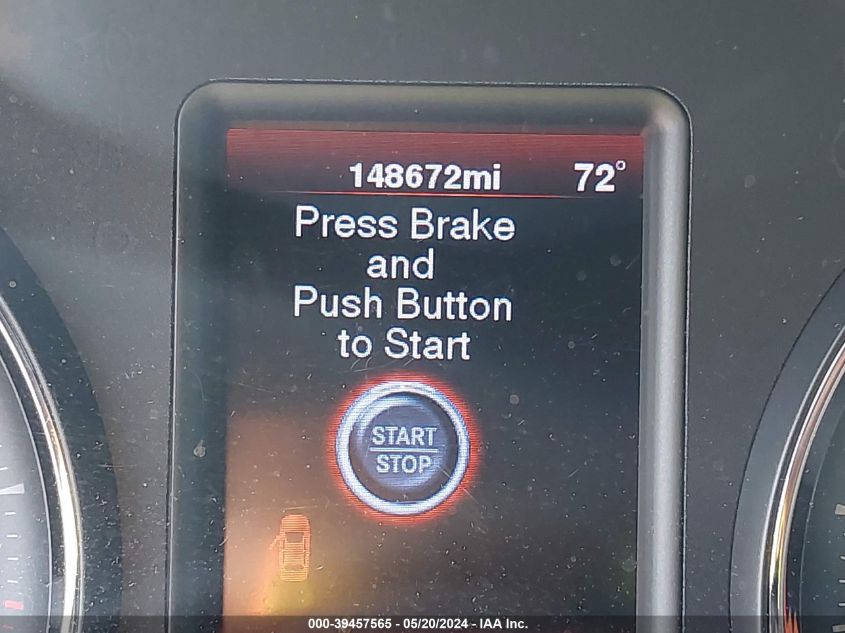 148672mi 72°
Press Brake
and
Push Button
to Start
START
STOP
000-39457565 - 05/20/2024 - IAA Inc.